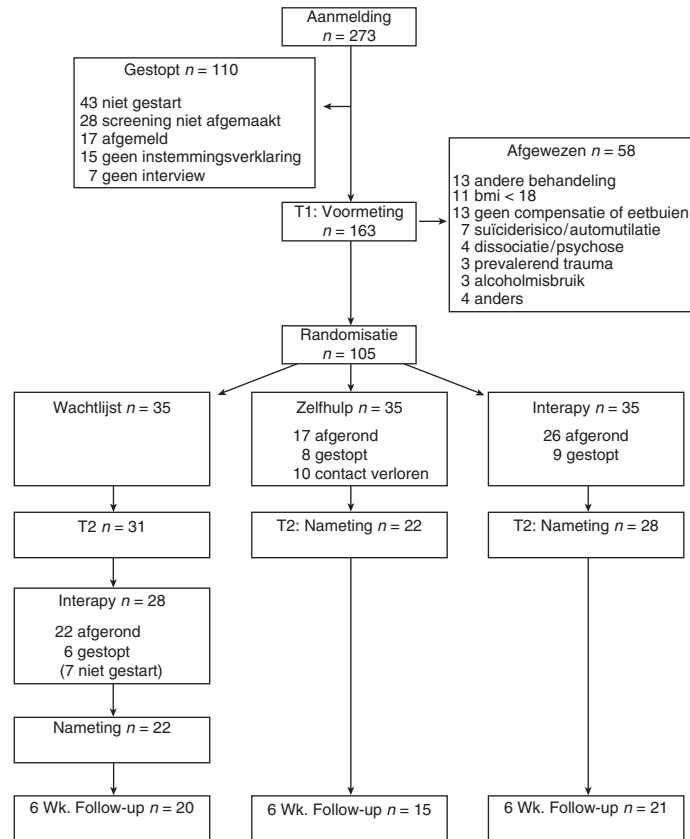 Aanmelding
n = 273
Gestopt n = 110
43 niet gestart
28 screening niet afgemaakt
17 afgemeld
15 geen instemmingsverklaring
7 geen interview
Afgewezen n = 58
13 andere behandeling
11 bmi < 18
13 geen compensatie of eetbuien
7 suïciderisico/automutilatie
4 dissociatie/psychose
3 prevalerend trauma
3 alcoholmisbruik
4 anders
T1: Voormeting
n = 163
Randomisatie
n = 105
Wachtlijst n = 35
Zelfhulp n = 35
17 afgerond
8 gestopt
10 contact verloren
Interapy n = 35
26 afgerond
9 gestopt
T2 n = 31
T2: Nameting n = 22
T2: Nameting n = 28
Interapy n = 28
22 afgerond
6 gestopt
(7 niet gestart)
Nameting n = 22
6 Wk. Follow-up n = 20
6 Wk. Follow-up n = 15
6 Wk. Follow-up n = 21